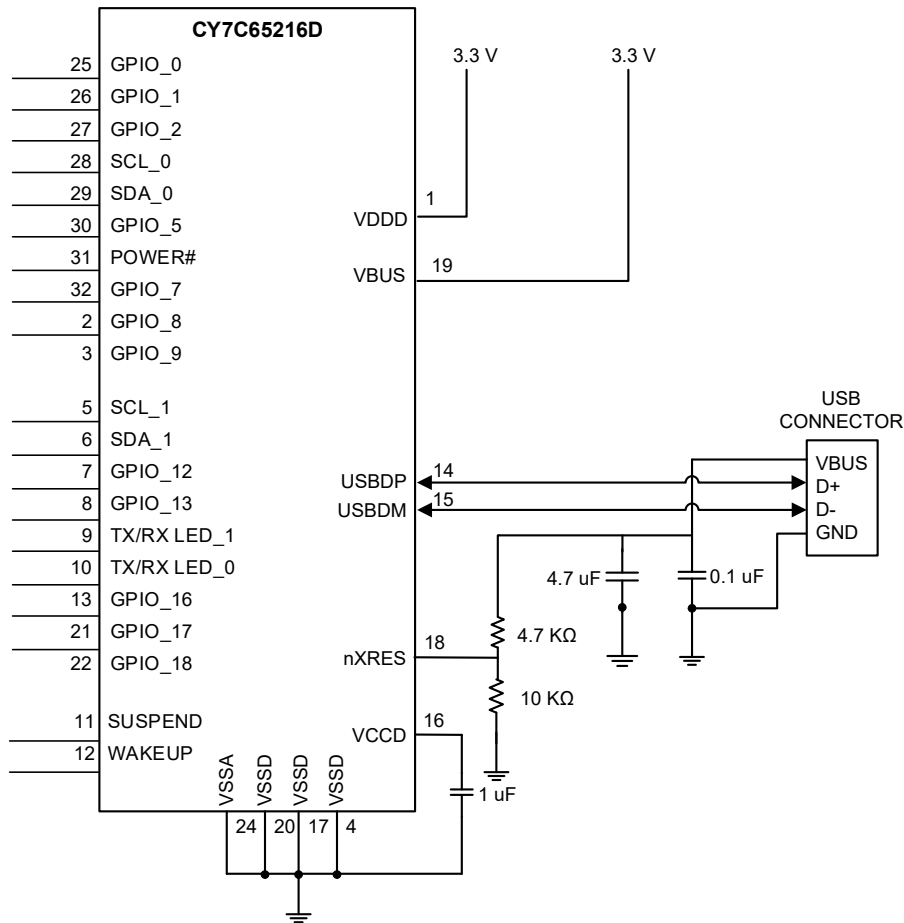 CY7C65216D
25 GPIO_0
26 GPIO_1
27 GPIO_2
28 SCL_0
29 SDA_0
30 GPIO_5
31 POWER#
32 GPIO_7
2 GPIO_8
3 GPIO_9
5 SCL_1
6 SDA_1
7 GPIO_12
8 GPIO_13
9 TX/RX LED_1
10 TX/RX LED_0
13 GPIO_16
21 GPIO_17
22 GPIO_18
11 SUSPEND
12 WAKEUP
3.3 V
3.3 V
VDDD 1
VBUS 19
USBDP 14
USBDM 15
nXRES 18
VCCD 16
USB
CONNECTOR
VBUS
D+
D-
GND
4.7 uF
0.1 uF
4.7 KΩ
10 KΩ
1 uF
VSSA
VSSD
VSSD
VSSD
24
20
17
4